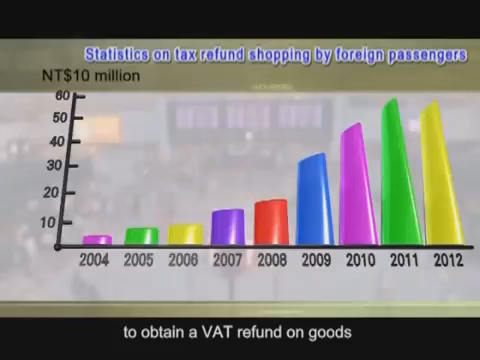 Statistics on tax refund shopping by foreign passengers
NT$10 million
60
50
40
30
10
2004 2005 2006 2007 2008 2009 2010 2011 2012
to obtain a VAT refund on goods